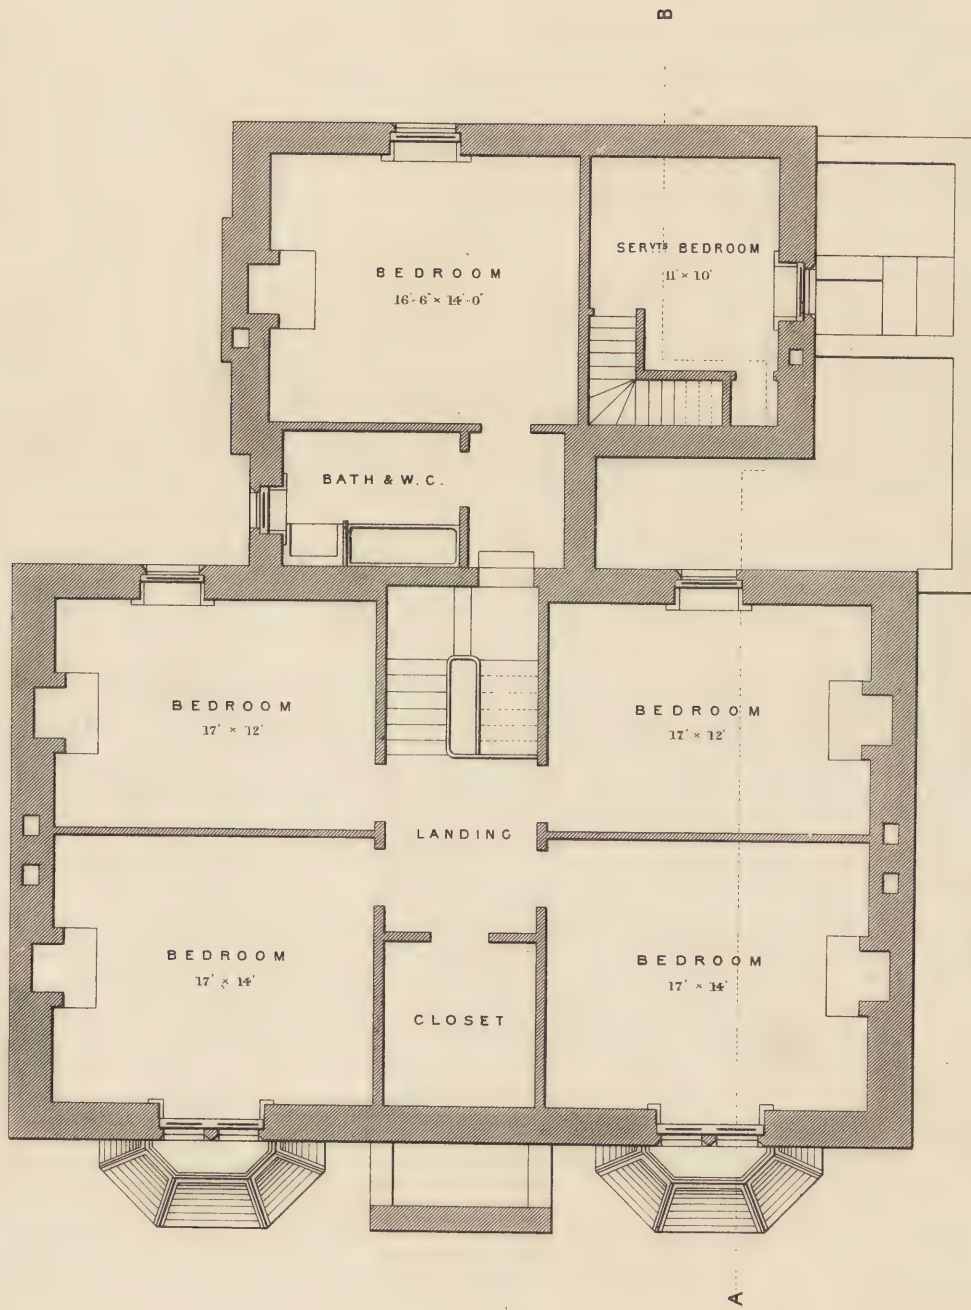 B
SERVTS BEDROOM
11' × 10'
BEDROOM
16'-6" × 14'-0"
BATH & W.C.
BEDROOM
17' × 12'
BEDROOM
17' × 12'
LANDING
BEDROOM
17' × 14'
BEDROOM
17' × 14'
CLOSET
A